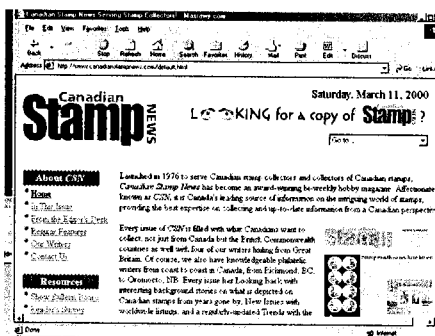 Canadian Stamp News Serving Stamp Collectors!
File Edit View Favorites Tools Help
Back Stop Refresh Home Search Favorites History Mail Print Edit Discuss
Address http://www.canadianstampnews.com/default.html Go
Canadian
Stamp
NEWS
Saturday, March 11, 2000
LOOKING for a copy of Stamp ?
Go to...
About CSN
Home
In This Issue
From the Editor's Desk
Regular Features
Our Writers
Contact Us
Resources
Launched in 1976 to serve Canadian stamp collectors and collectors of Canadian stamps,
Canadian Stamp News has become an award-winning bi-weekly hobby magazine. Affectionate
known as CSN, it is Canada's leading source of information on the intriguing world of stamps,
providing the best expertise on collecting and up-to-date information from a Canadian perspective
Every issue of CSN is filled with what Canadians want to
collect, not just from Canada but the British Commonwealth
countries as well with four of our writers hailing from Great
Britain. Of course, we also have knowledgeable philatelic
writers from coast to coast in Canada, from Richmond, BC,
to Oromocto, NB. Every issue has Looking Back with
interesting background stories on what is depicted on
Canadian stamps from years gone by, New Issues with
worldwide listings, and a regularly-updated Trends with the
Done Internet